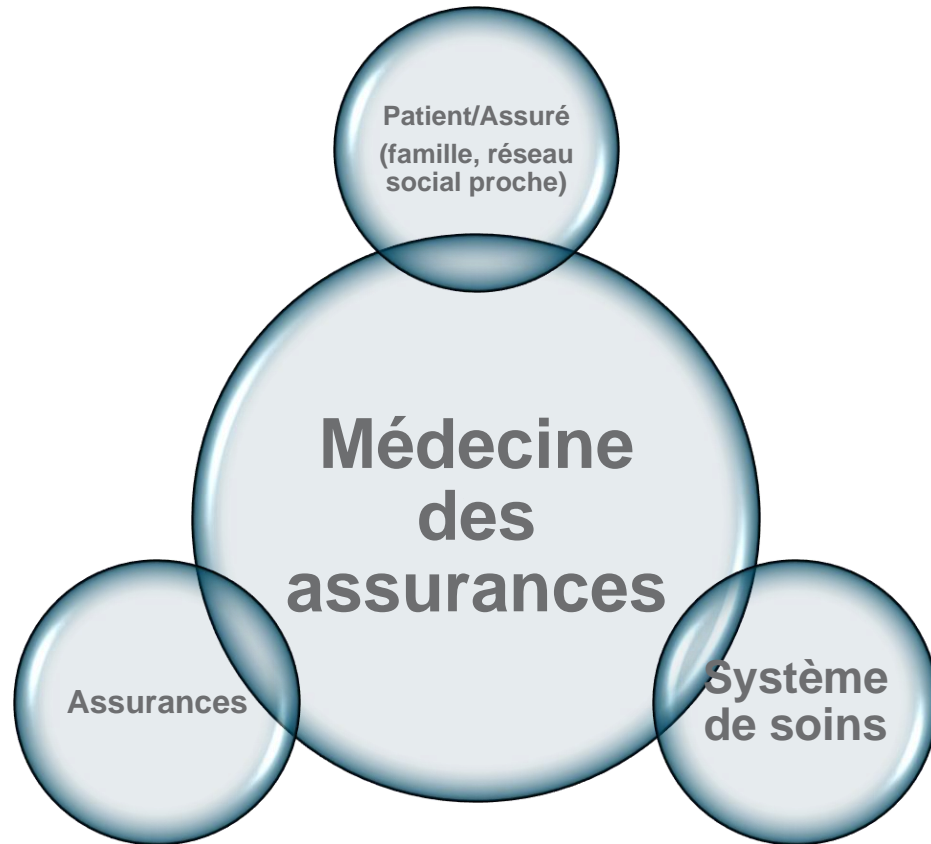 Patient/Assuré
(famille, réseau
social proche)
Médecine
des
assurances
Assurances
Système
de soins